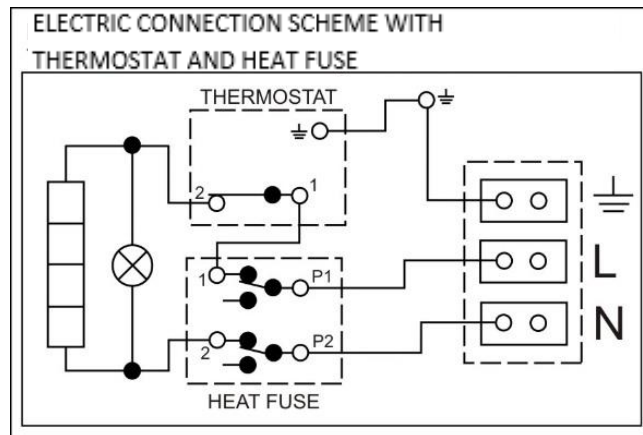 ELECTRIC CONNECTION SCHEME WITH
THERMOSTAT AND HEAT FUSE
THERMOSTAT
2
1
1
P1
L
2
P2
N
HEAT FUSE